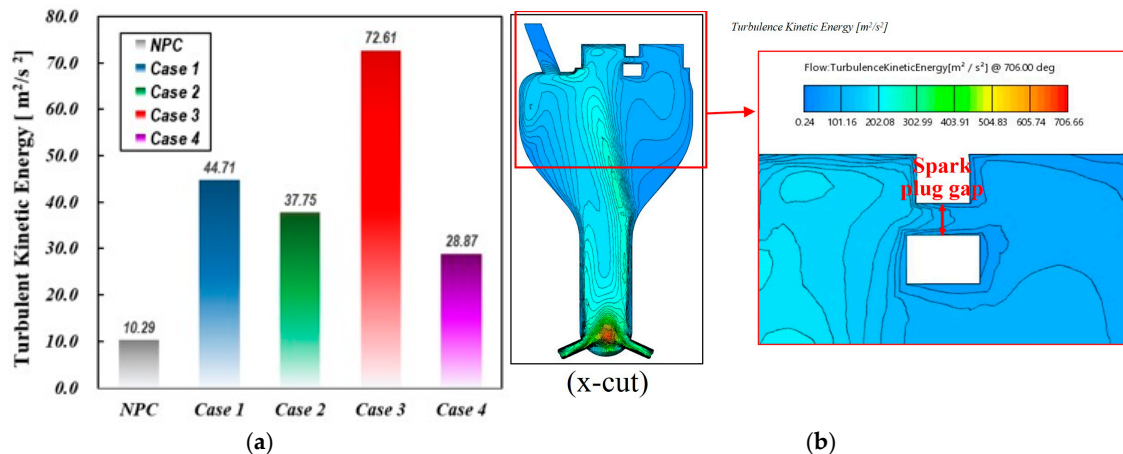 Turbulent Kinetic Energy [ m²/s ²]
80.0
70.0
60.0
50.0
40.0
30.0
20.0
10.0
0.0
NPC
Case 1
Case 2
Case 3
Case 4
10.29
44.71
37.75
72.61
28.87
NPC
Case 1
Case 2
Case 3
Case 4
(a)
(x-cut)
Turbulence Kinetic Energy [m²/s²]
Flow:TurbulenceKineticEnergy[m² / s²] @ 706.00 deg
0.24 101.16 202.08 302.99 403.91 504.83 605.74 706.66
Spark
plug gap
(b)